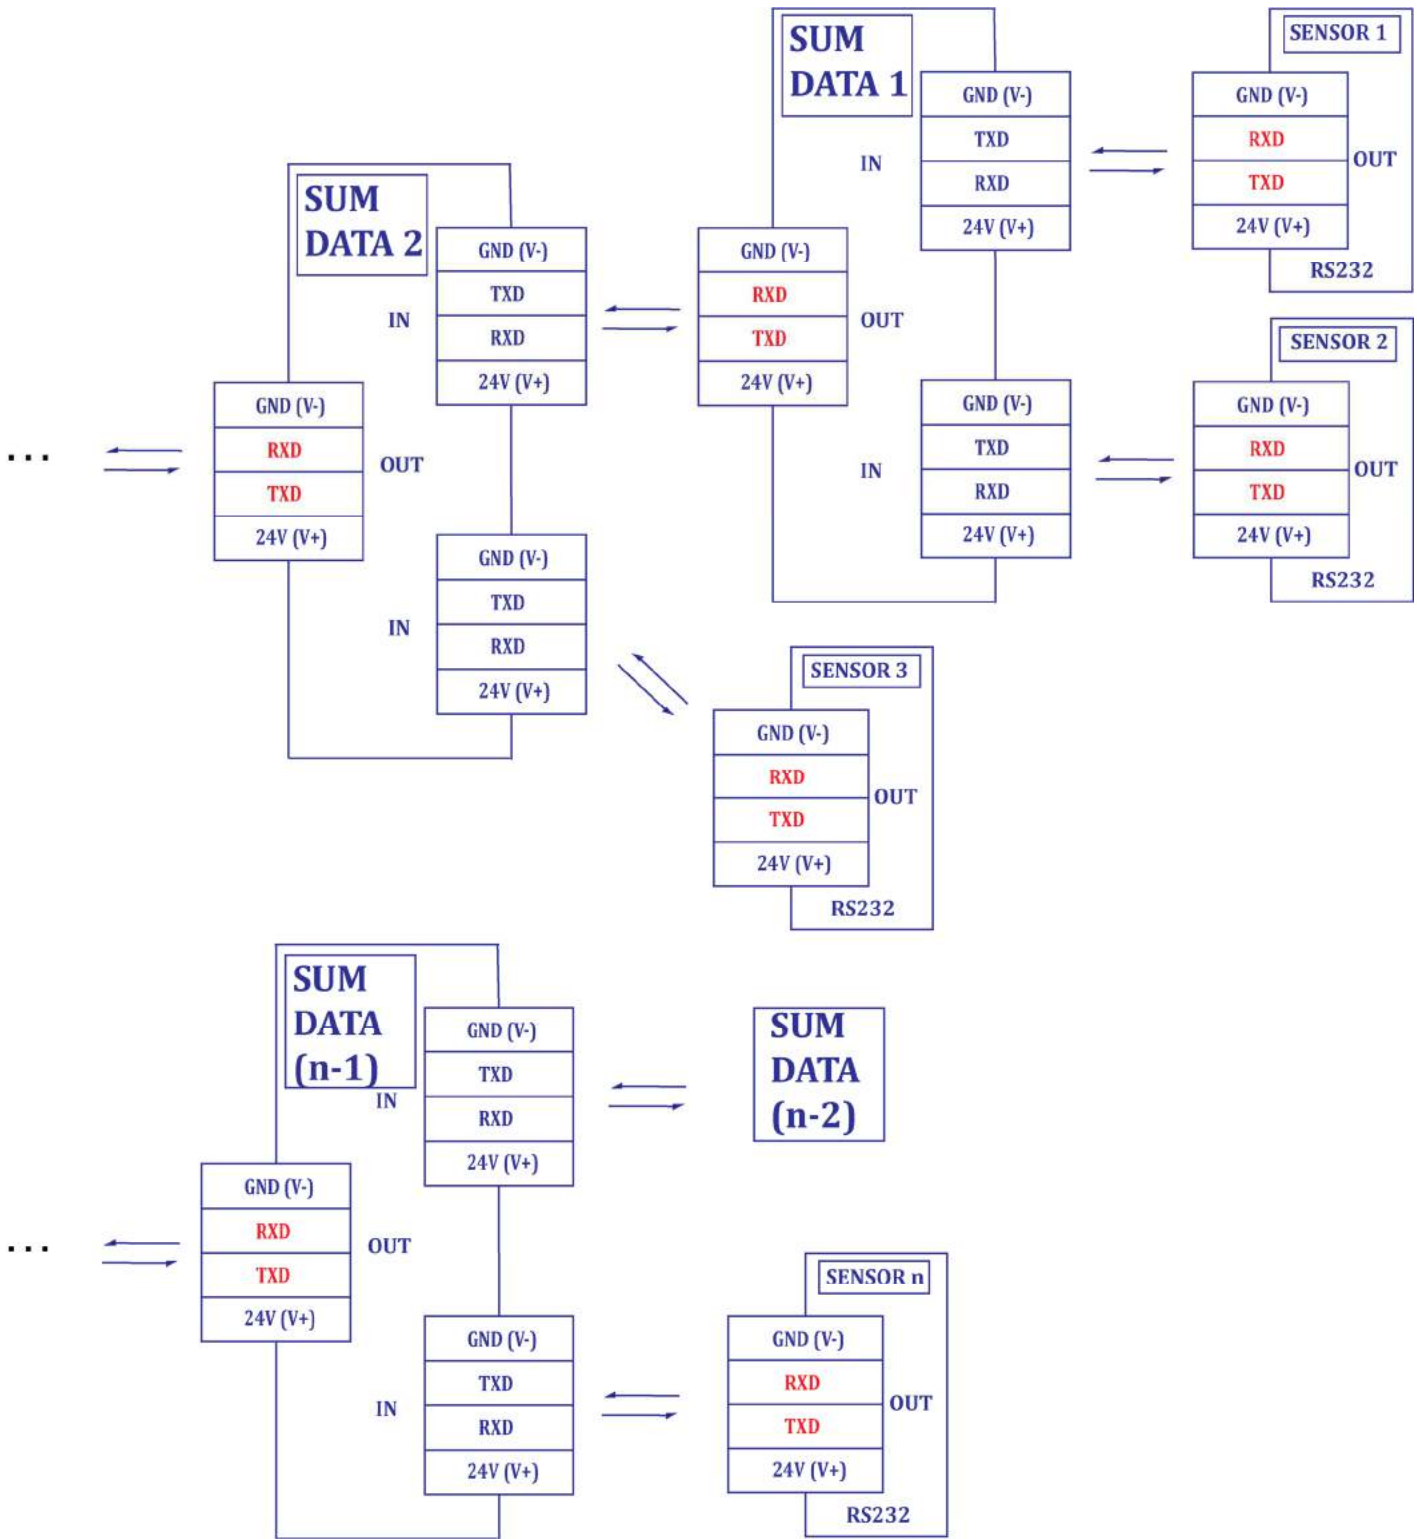 SUM
DATA 1
GND (V-)
TXD
RXD
24V (V+)
IN
SENSOR 1
GND (V-)
RXD
TXD
24V (V+)
OUT
RS232
SUM
DATA 2
GND (V-)
TXD
RXD
24V (V+)
IN
GND (V-)
RXD
TXD
24V (V+)
OUT
GND (V-)
TXD
RXD
24V (V+)
IN
SENSOR 2
GND (V-)
RXD
TXD
24V (V+)
OUT
RS232
...
GND (V-)
RXD
TXD
24V (V+)
OUT
GND (V-)
TXD
RXD
24V (V+)
IN
SENSOR 3
GND (V-)
RXD
TXD
24V (V+)
OUT
RS232
SUM
DATA
(n-1)
GND (V-)
TXD
RXD
24V (V+)
IN
SUM
DATA
(n-2)
...
GND (V-)
RXD
TXD
24V (V+)
OUT
GND (V-)
TXD
RXD
24V (V+)
IN
SENSOR n
GND (V-)
RXD
TXD
24V (V+)
OUT
RS232